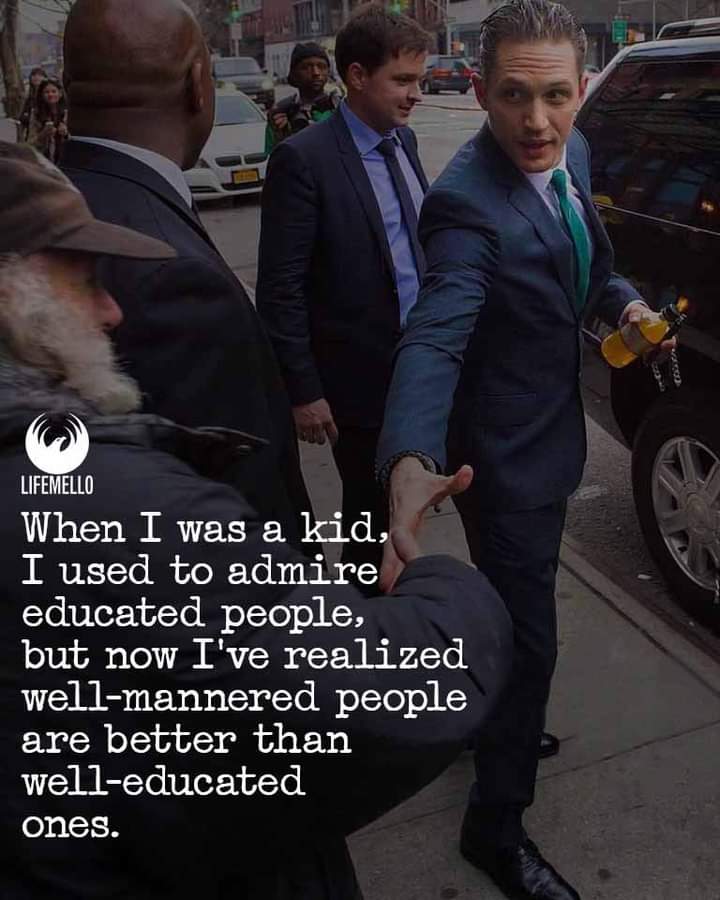 LIFEMELLO
When I was a kid,
I used to admire
educated people,
but now I've realized
well-mannered people
are better than
well-educated
ones.